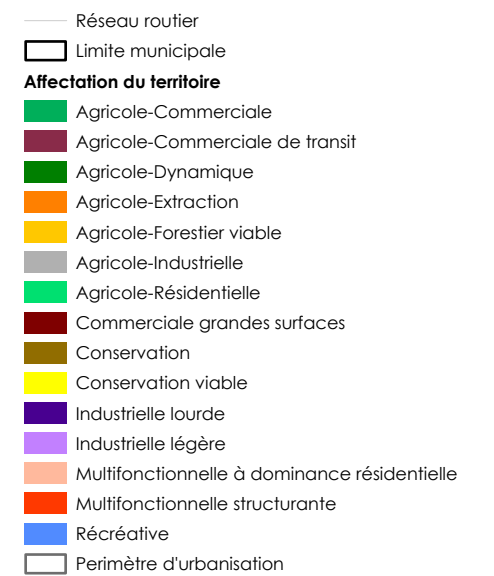 Réseau routier
Limite municipale
Affectation du territoire
Agricole-Commerciale
Agricole-Commerciale de transit
Agricole-Dynamique
Agricole-Extraction
Agricole-Forestier viable
Agricole-Industrielle
Agricole-Résidentielle
Commerciale grandes surfaces
Conservation
Conservation viable
Industrielle lourde
Industrielle légère
Multifonctionnelle à dominance résidentielle
Multifonctionnelle structurante
Récréative
Perimètre d'urbanisation